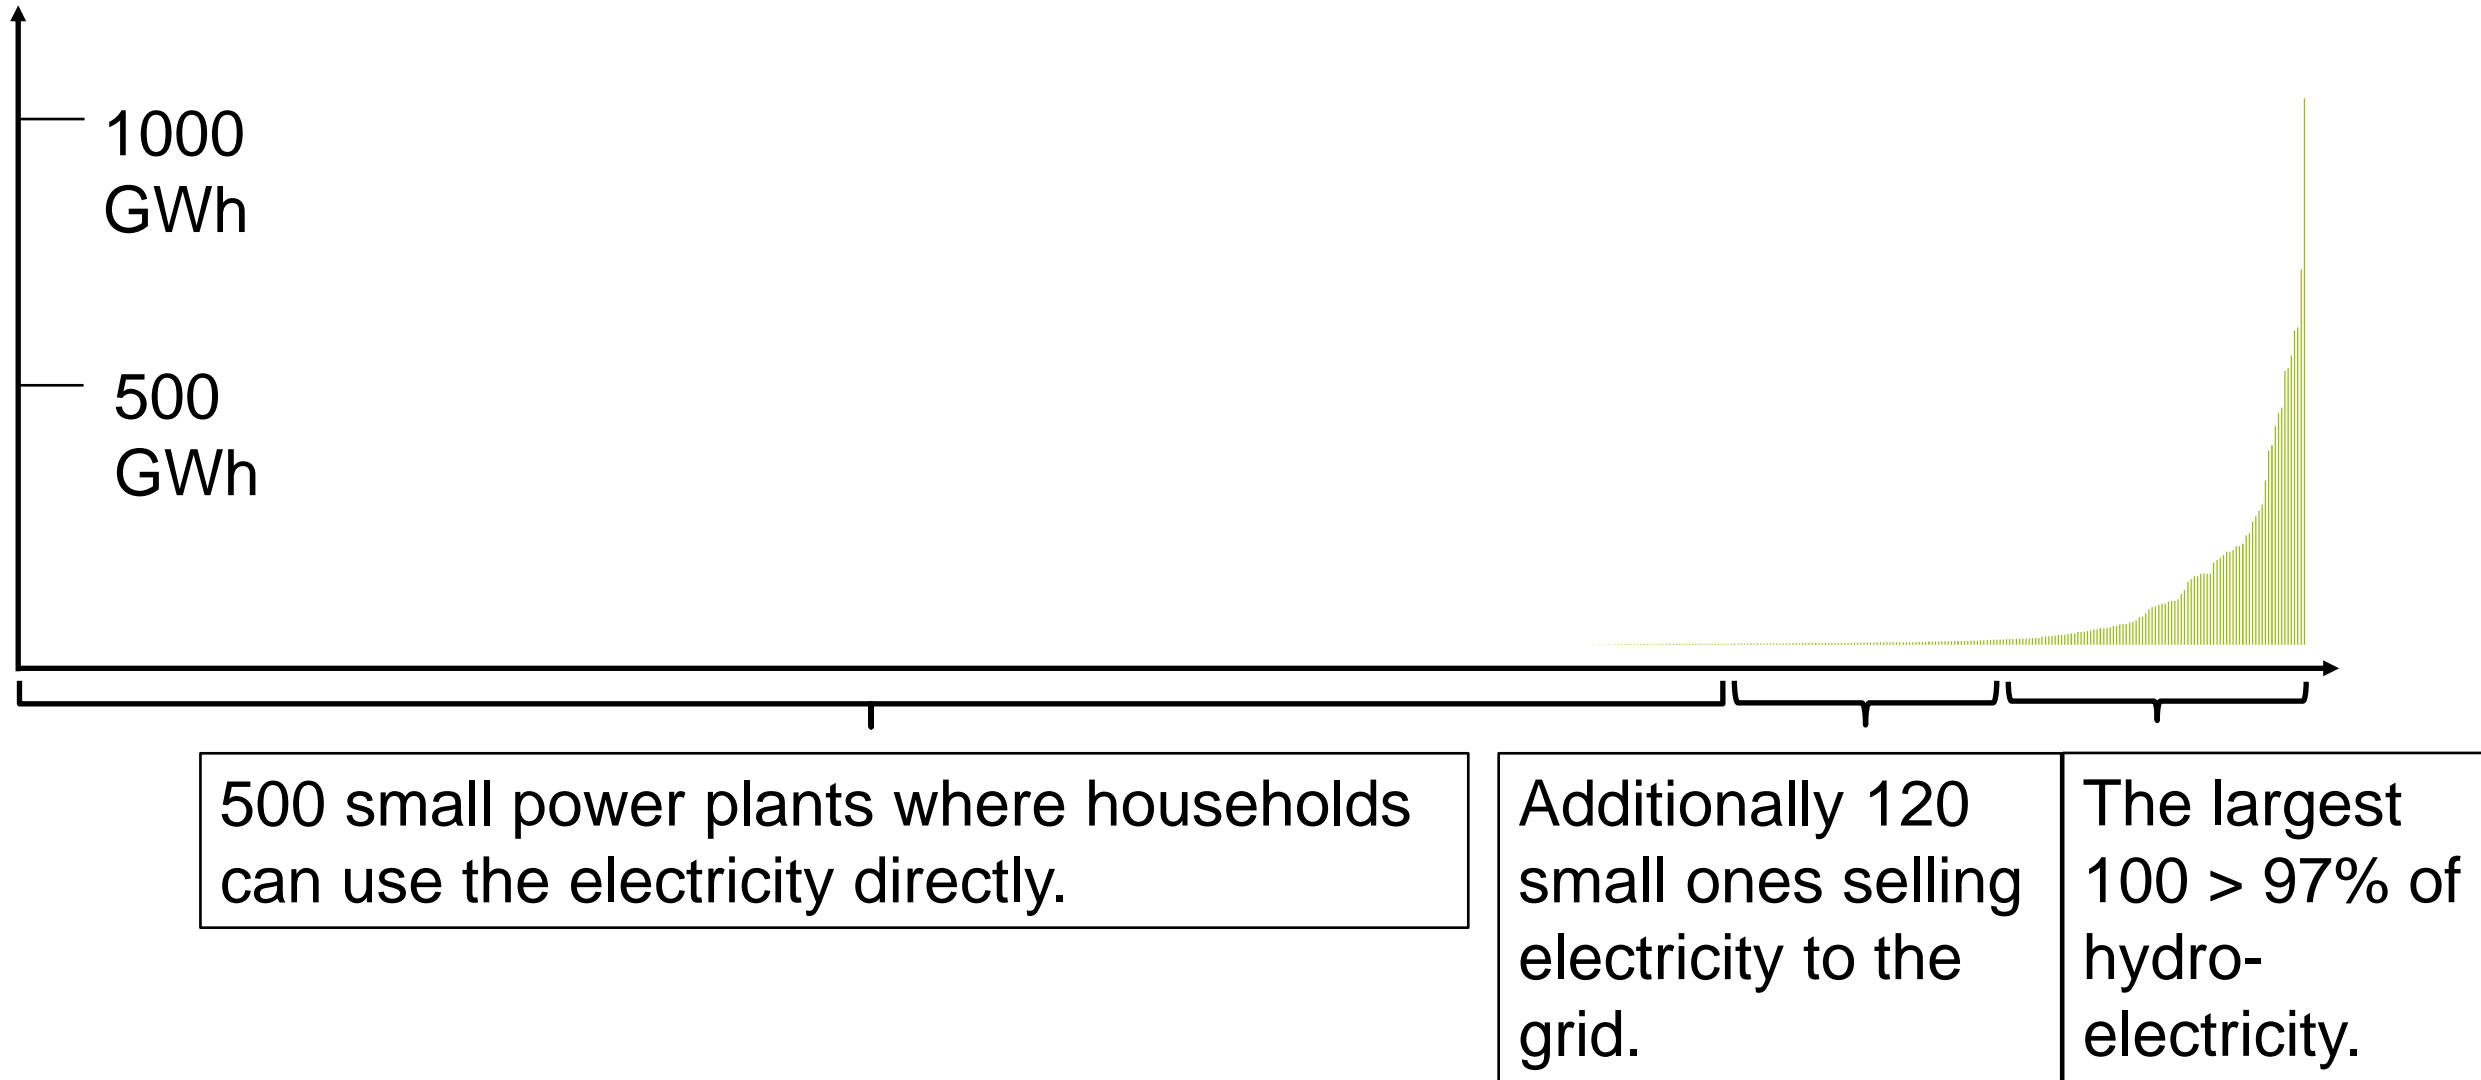 1000
GWh
500
GWh
500 small power plants where households
can use the electricity directly.
Additionally 120
small ones selling
electricity to the
grid.
The largest
100 > 97% of
hydro-
electricity.